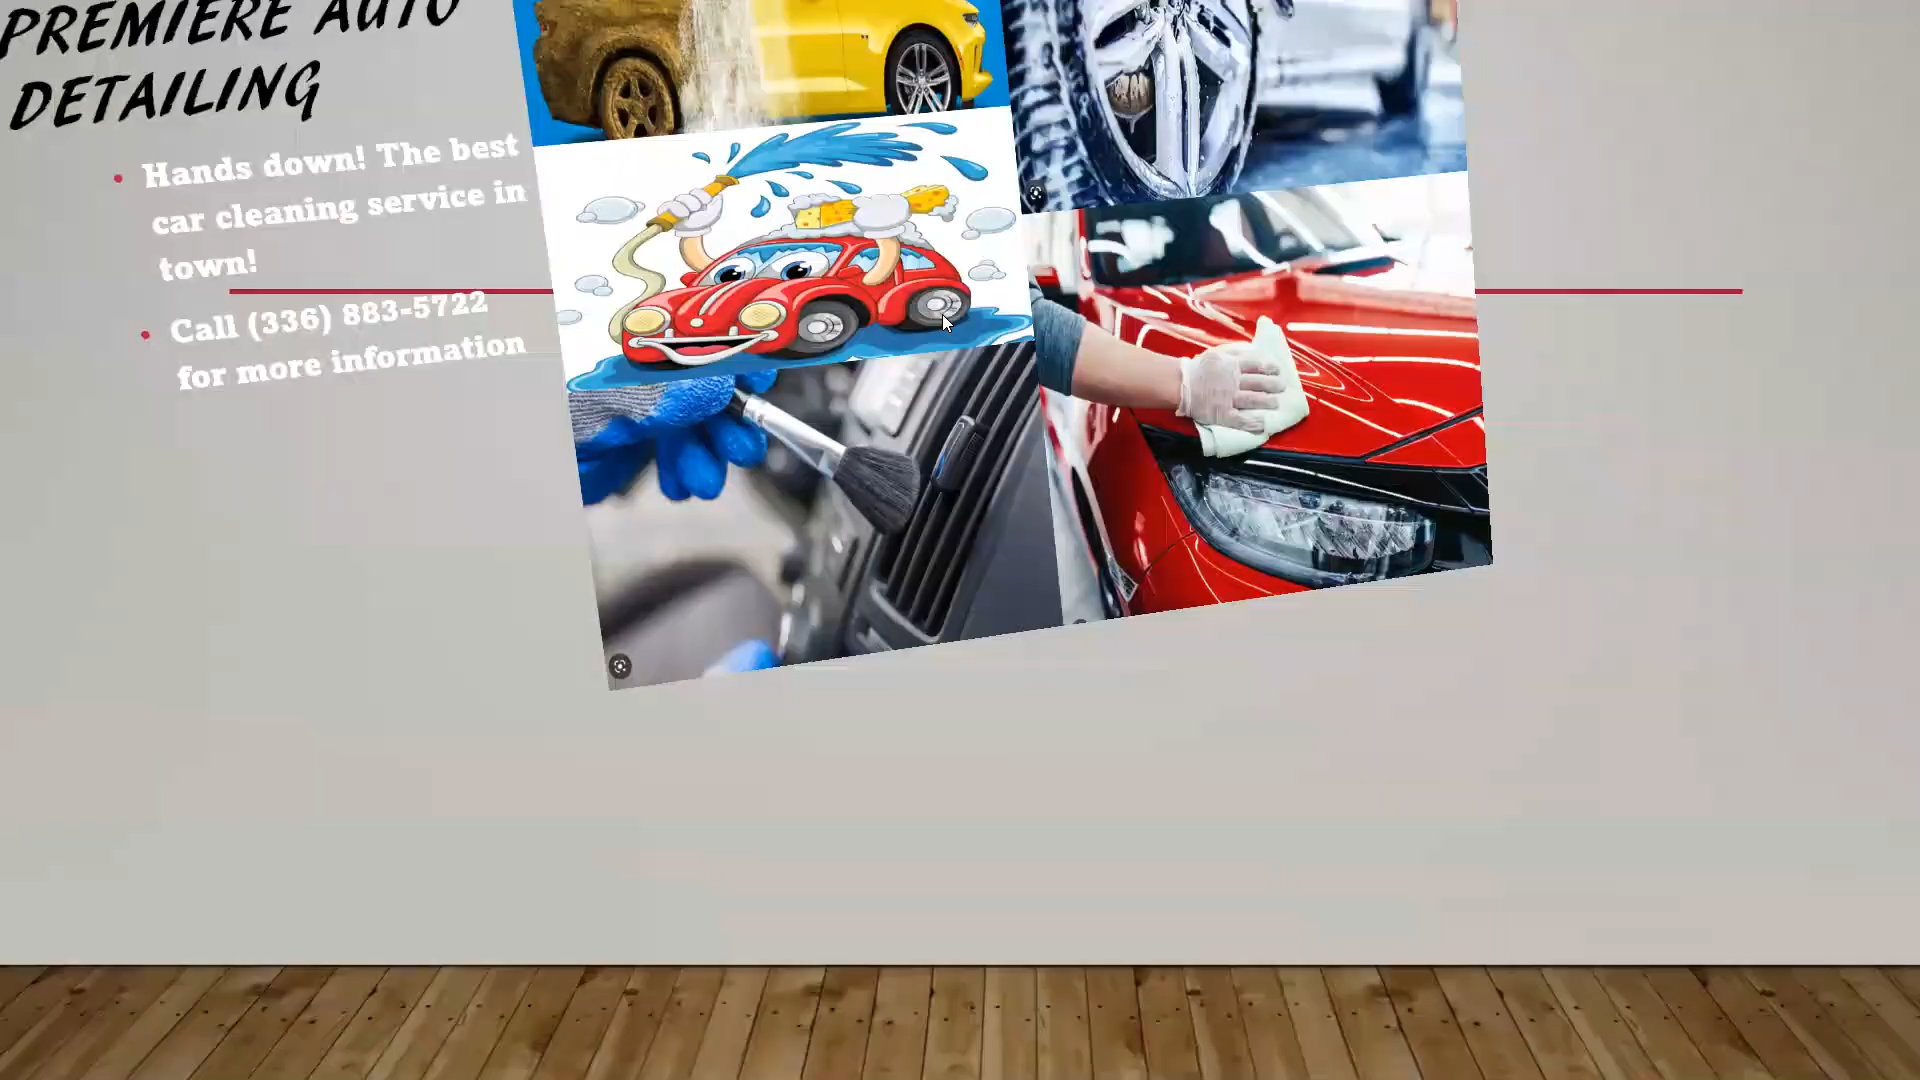 PREMIERE AUTO
DETAILING
Hands down! The best
car cleaning service in
town!
Call (336) 883-5722
for more information